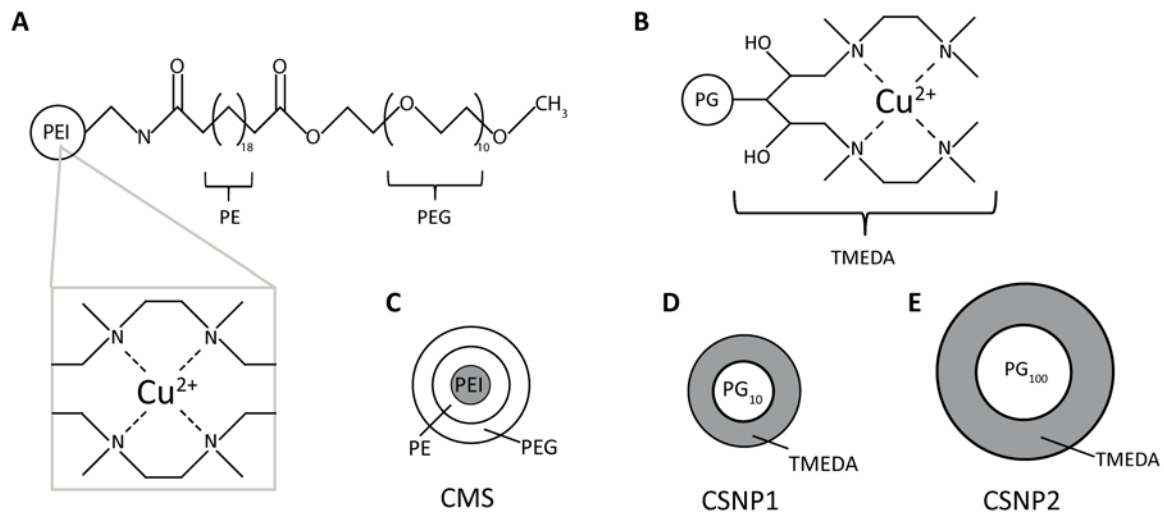 A
O
O
PEI
N
18
O
O
10
O
CH3
PE
PEG
N
N
Cu2+
N
N
B
HO
N
N
PG
Cu2+
HO
N
N
TMEDA
C
PEI
PE
PEG
CMS
D
PG10
TMEDA
CSNP1
E
PG100
TMEDA
CSNP2